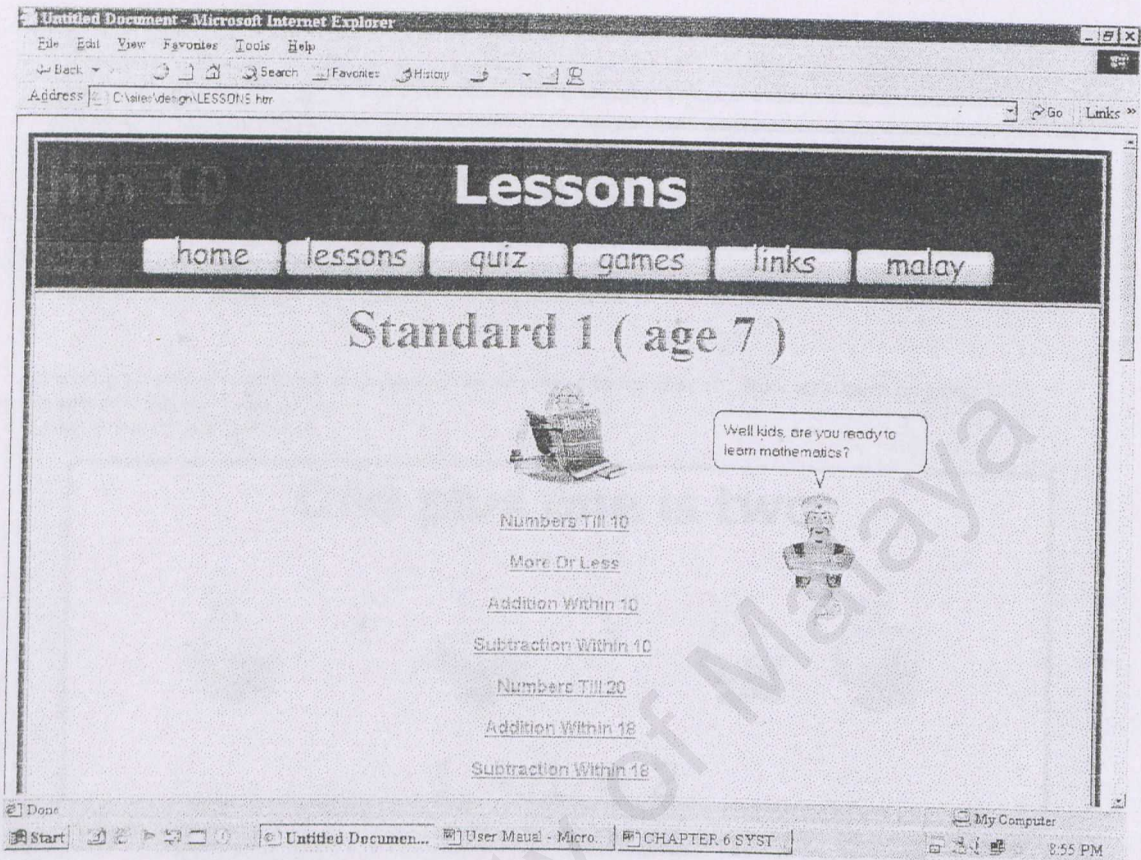 Untitled Document - Microsoft Internet Explorer
File Edit View Favorites Tools Help
Back Search Favorites History
Address C:\sites\design\LESSONS.htm Go Links »
Lessons
home lessons quiz games links malay
Standard 1 ( age 7 )
Well kids, are you ready to
learn mathematics?
Numbers Till 10
More Or Less
Addition Within 10
Subtraction Within 10
Numbers Till 20
Addition Within 18
Subtraction Within 18
Done My Computer
Start Untitled Documen... User Maual - Micro... CHAPTER 6 SYST... 8:55 PM
of Malaya